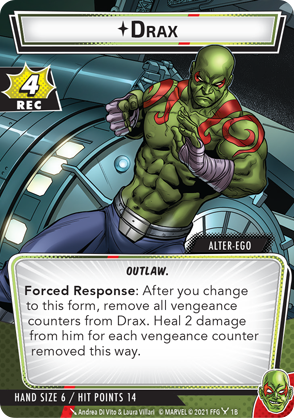 DRAX
4
REC
ALTER-EGO
OUTLAW.
Forced Response: After you change
to this form, remove all vengeance
counters from Drax. Heal 2 damage
from him for each vengeance counter
removed this way.
HAND SIZE 6 / HIT POINTS 14
Andrea Di Vito & Laura Villari © MARVEL © 2021 FFG 18